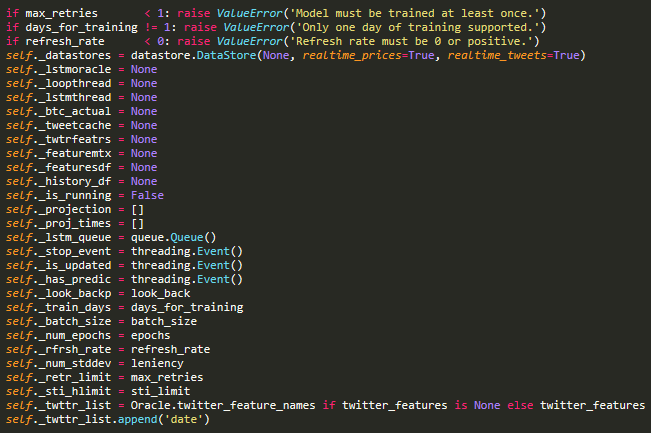 if max_retries       < 1: raise ValueError('Model must be trained at least once.')
if days_for_training != 1: raise ValueError('Only one day of training supported.')
if refresh_rate      < 0: raise ValueError('Refresh rate must be 0 or positive.')
self._datastores = datastore.DataStore(None, realtime_prices=True, realtime_tweets=True)
self._lstmoracle = None
self._loopthread = None
self._lstmthread = None
self._btc_actual = None
self._tweetcache = None
self._twtrfeatrs = None
self._featuremtx = None
self._featuresdf = None
self._history_df = None
self._is_running = False
self._projection = []
self._proj_times = []
self._lstm_queue = queue.Queue()
self._stop_event = threading.Event()
self._is_updated = threading.Event()
self._has_predic = threading.Event()
self._look_backp = look_back
self._train_days = days_for_training
self._batch_size = batch_size
self._num_epochs = epochs
self._rfrsh_rate = refresh_rate
self._num_stddev = leniency
self._retr_limit = max_retries
self._sti_hlimit = sti_limit
self._twttr_list = Oracle.twitter_feature_names if twitter_features is None else twitter_features
self._twttr_list.append('date')